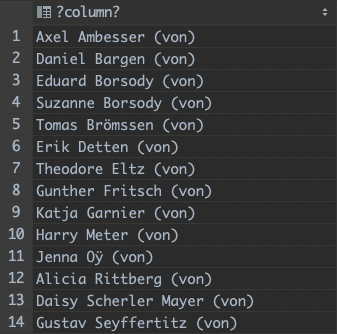 ?column?
1 Axel Ambesser (von)
2 Daniel Bargen (von)
3 Eduard Borsody (von)
4 Suzanne Borsody (von)
5 Tomas Brömssen (von)
6 Erik Detten (von)
7 Theodore Eltz (von)
8 Gunther Fritsch (von)
9 Katja Garnier (von)
10 Harry Meter (von)
11 Jenna Oÿ (von)
12 Alicia Rittberg (von)
13 Daisy Scherler Mayer (von)
14 Gustav Seyffertitz (von)